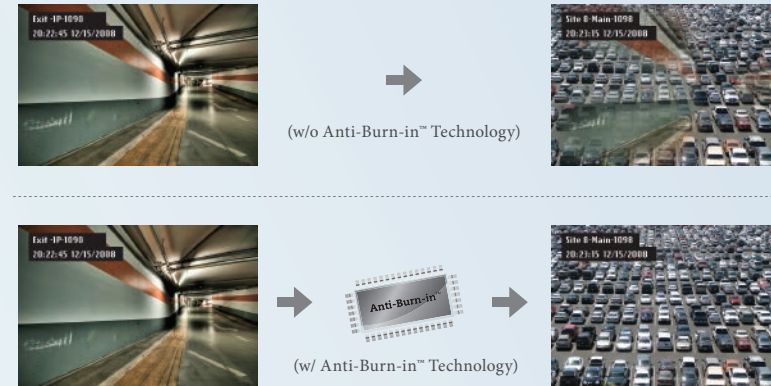 Exit -IP-1090
20:22:45 12/15/2008
Site 8-Main-1098
20:23:15 12/15/2008
(w/o Anti-Burn-in™ Technology)
Exit -IP-1090
20:22:45 12/15/2008
Anti-Burn-in™
Site 8-Main-1098
20:23:15 12/15/2008
(w/ Anti-Burn-in™ Technology)